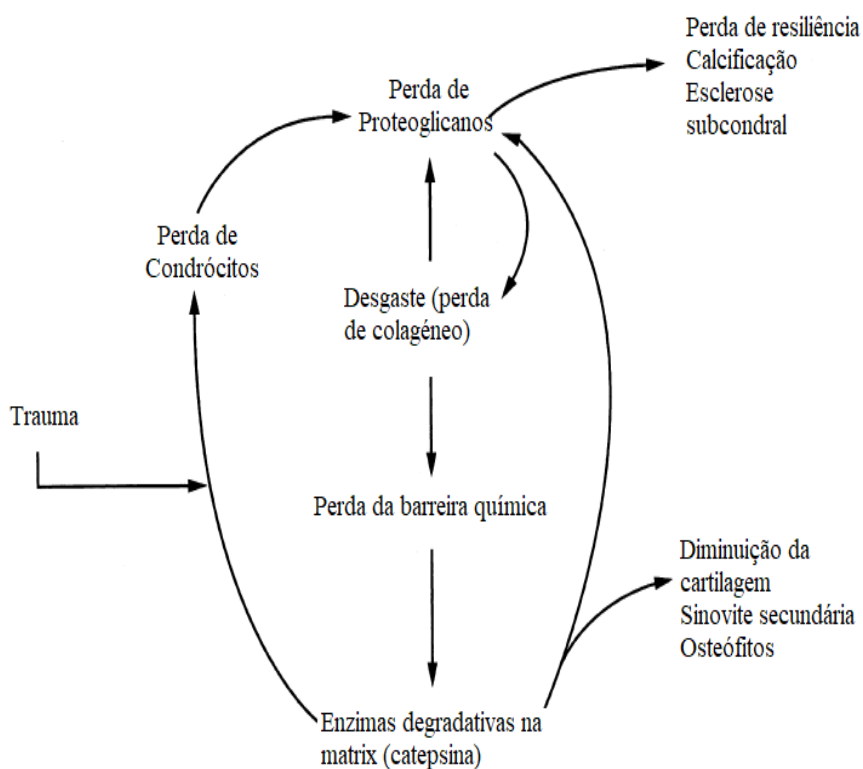 Perda de resiliência
Calcificação
Esclerose
subcondral
Perda de
Proteoglicanos
Perda de
Condrócitos
Desgaste (perda
de colagéneo)
Trauma
Perda da barreira química
Diminuição da
cartilagem
Sinovite secundária
Osteófitos
Enzimas degradativas na
matrix (catepsina)